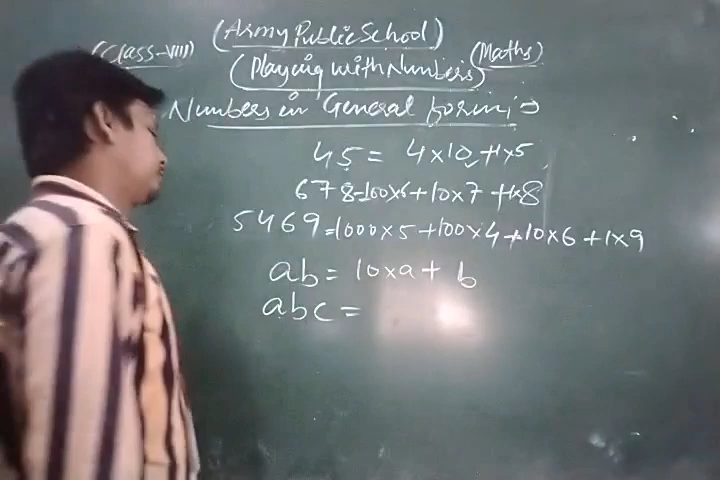 (Army Public School)
(Class-VIII)
(Maths)
(Playing with Numbers)
Numbers in General form:→
45 = 4×10+1×5
678=100×6+10×7+1×8
5469=1000×5+100×4+10×6+1×9
ab = 10×a+ b
abc =